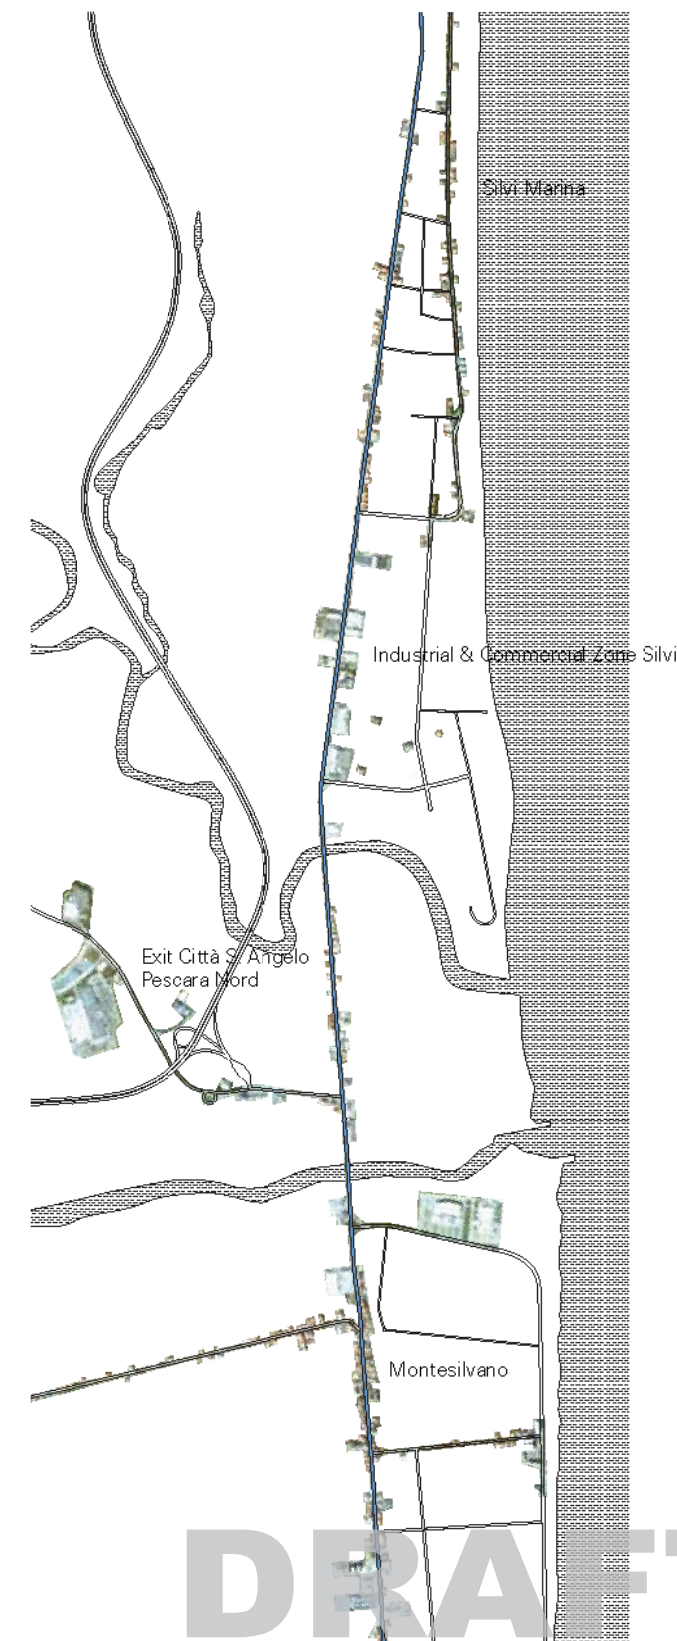 Silvi Marina
Industrial & Commercial Zone Silvi
Exit Città S. Angelo
Pescara Nord
Montesilvano
DRAFT